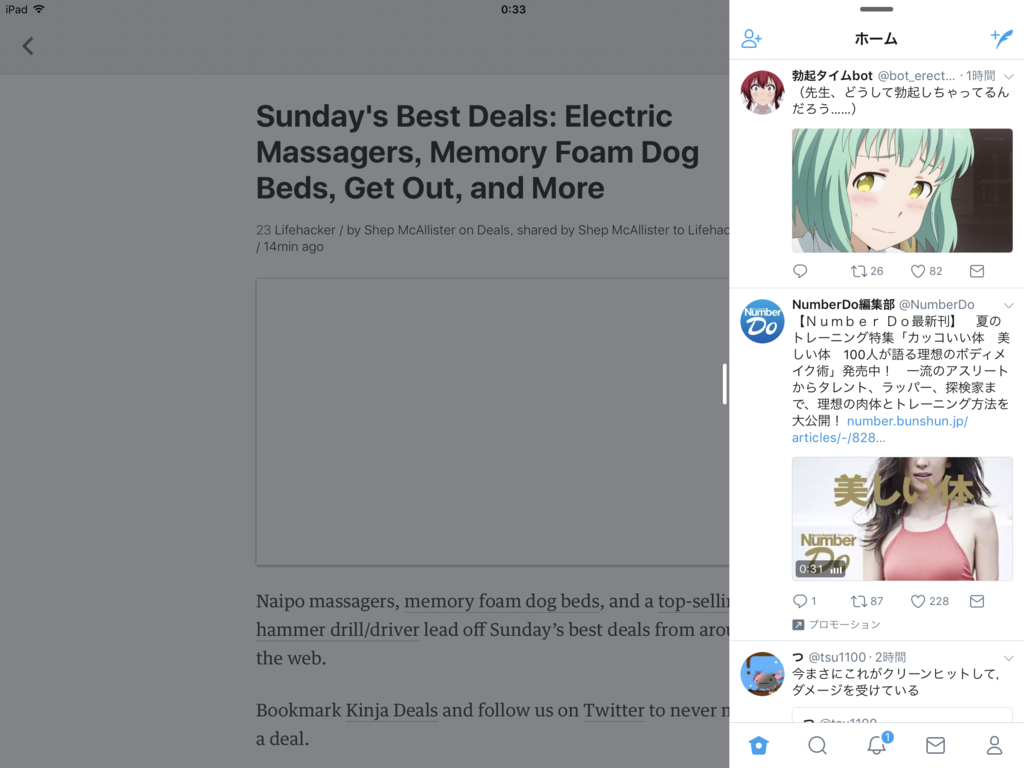 iPad
0:33
Sunday's Best Deals: Electric
Massagers, Memory Foam Dog
Beds, Get Out, and More
23 Lifehacker / by Shep McAllister on Deals, shared by Shep McAllister to Lifehac
/ 14min ago
Naipo massagers, memory foam dog beds, and a top-sellin
hammer drill/driver lead off Sunday's best deals from arou
the web.
Bookmark Kinja Deals and follow us on Twitter to never m
a deal.
ホーム
勃起タイムbot @bot_erect... · 1時間
（先生、どうして勃起しちゃってるん
だろう……）
26
82
NumberDo編集部 @NumberDo
【Ｎｕｍｂｅｒ Ｄｏ最新刊】　夏の
トレーニング特集「カッコいい体　美
しい体　100人が語る理想のボディメ
イク術」発売中！　一流のアスリート
からタレント、ラッパー、探検家ま
で、理想の肉体とトレーニング方法を
大公開！ number.bunshun.jp/
articles/-/828...
Number
Do
美しい体
Number
Do
0:31
1
87
228
プロモーション
つ @tsu1100 · 2時間
今まさにこれがクリーンヒットして,
ダメージを受けている
つ @tsu1100
1